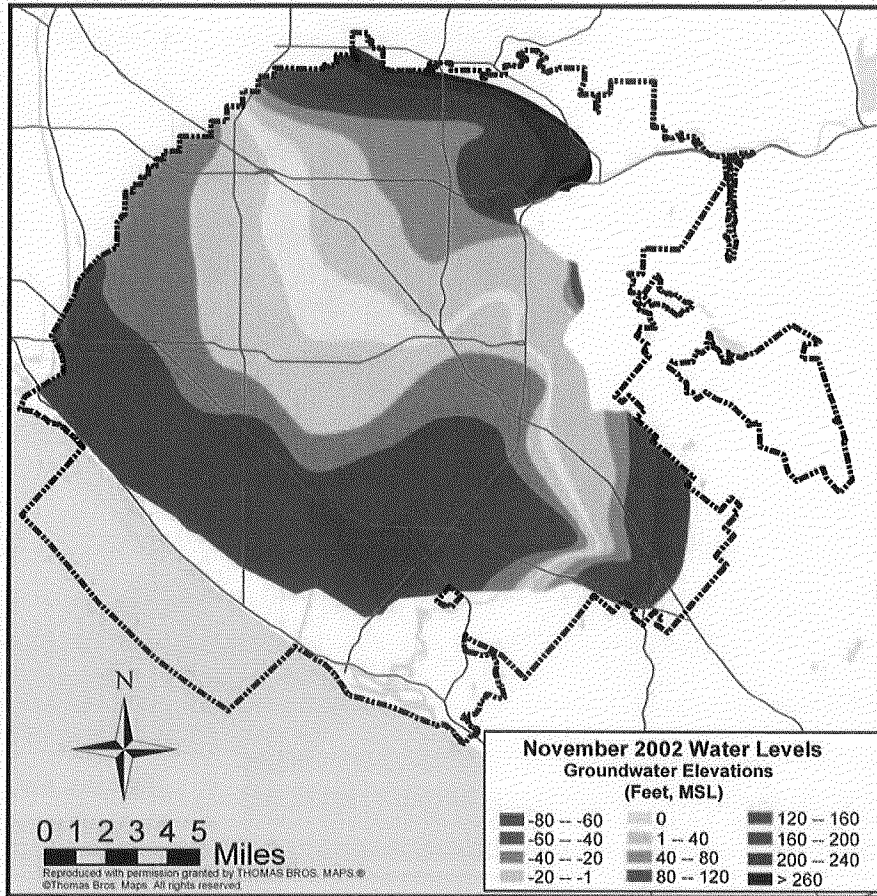 N
0 1 2 3 4 5
Miles
Reproduced with permission granted by THOMAS BROS. MAPS.®
©Thomas Bros. Maps. All rights reserved.
November 2002 Water Levels
Groundwater Elevations
(Feet, MSL)
-80 -- -60
-60 -- -40
-40 -- -20
-20 -- -1
0
1 -- 40
40 -- 80
80 -- 120
120 -- 160
160 -- 200
200 -- 240
> 260